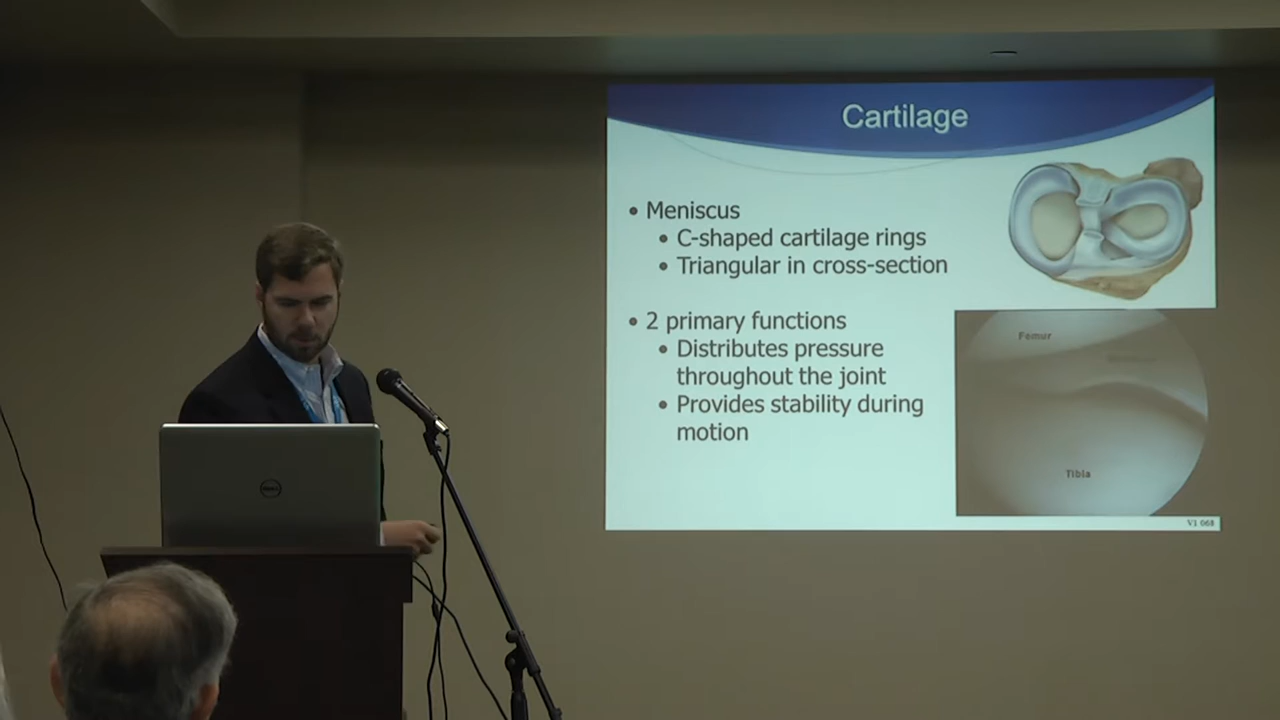 Cartilage
• Meniscus
• C-shaped cartilage rings
• Triangular in cross-section
• 2 primary functions
• Distributes pressure
throughout the joint
• Provides stability during
motion
Femur
Tibia
V1 068
DELL